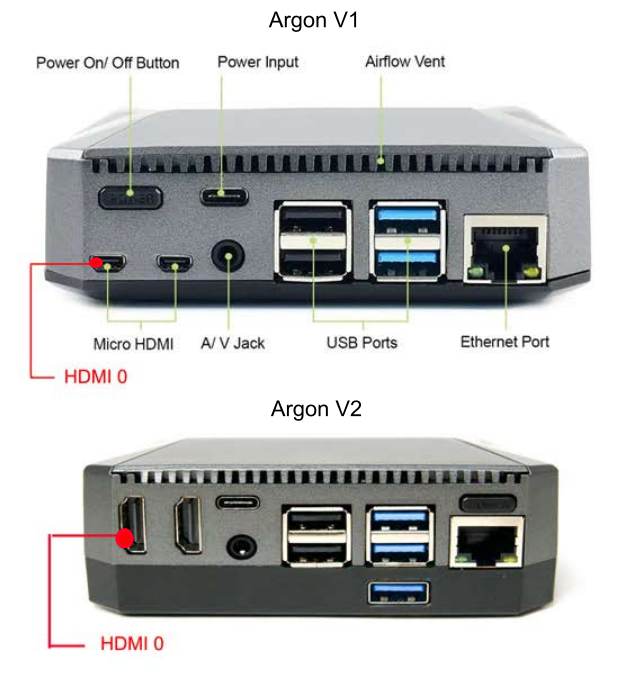 Argon V1
Power On/ Off Button
Power Input
Airflow Vent
Micro HDMI
A/ V Jack
USB Ports
Ethernet Port
HDMI 0
Argon V2
HDMI 0